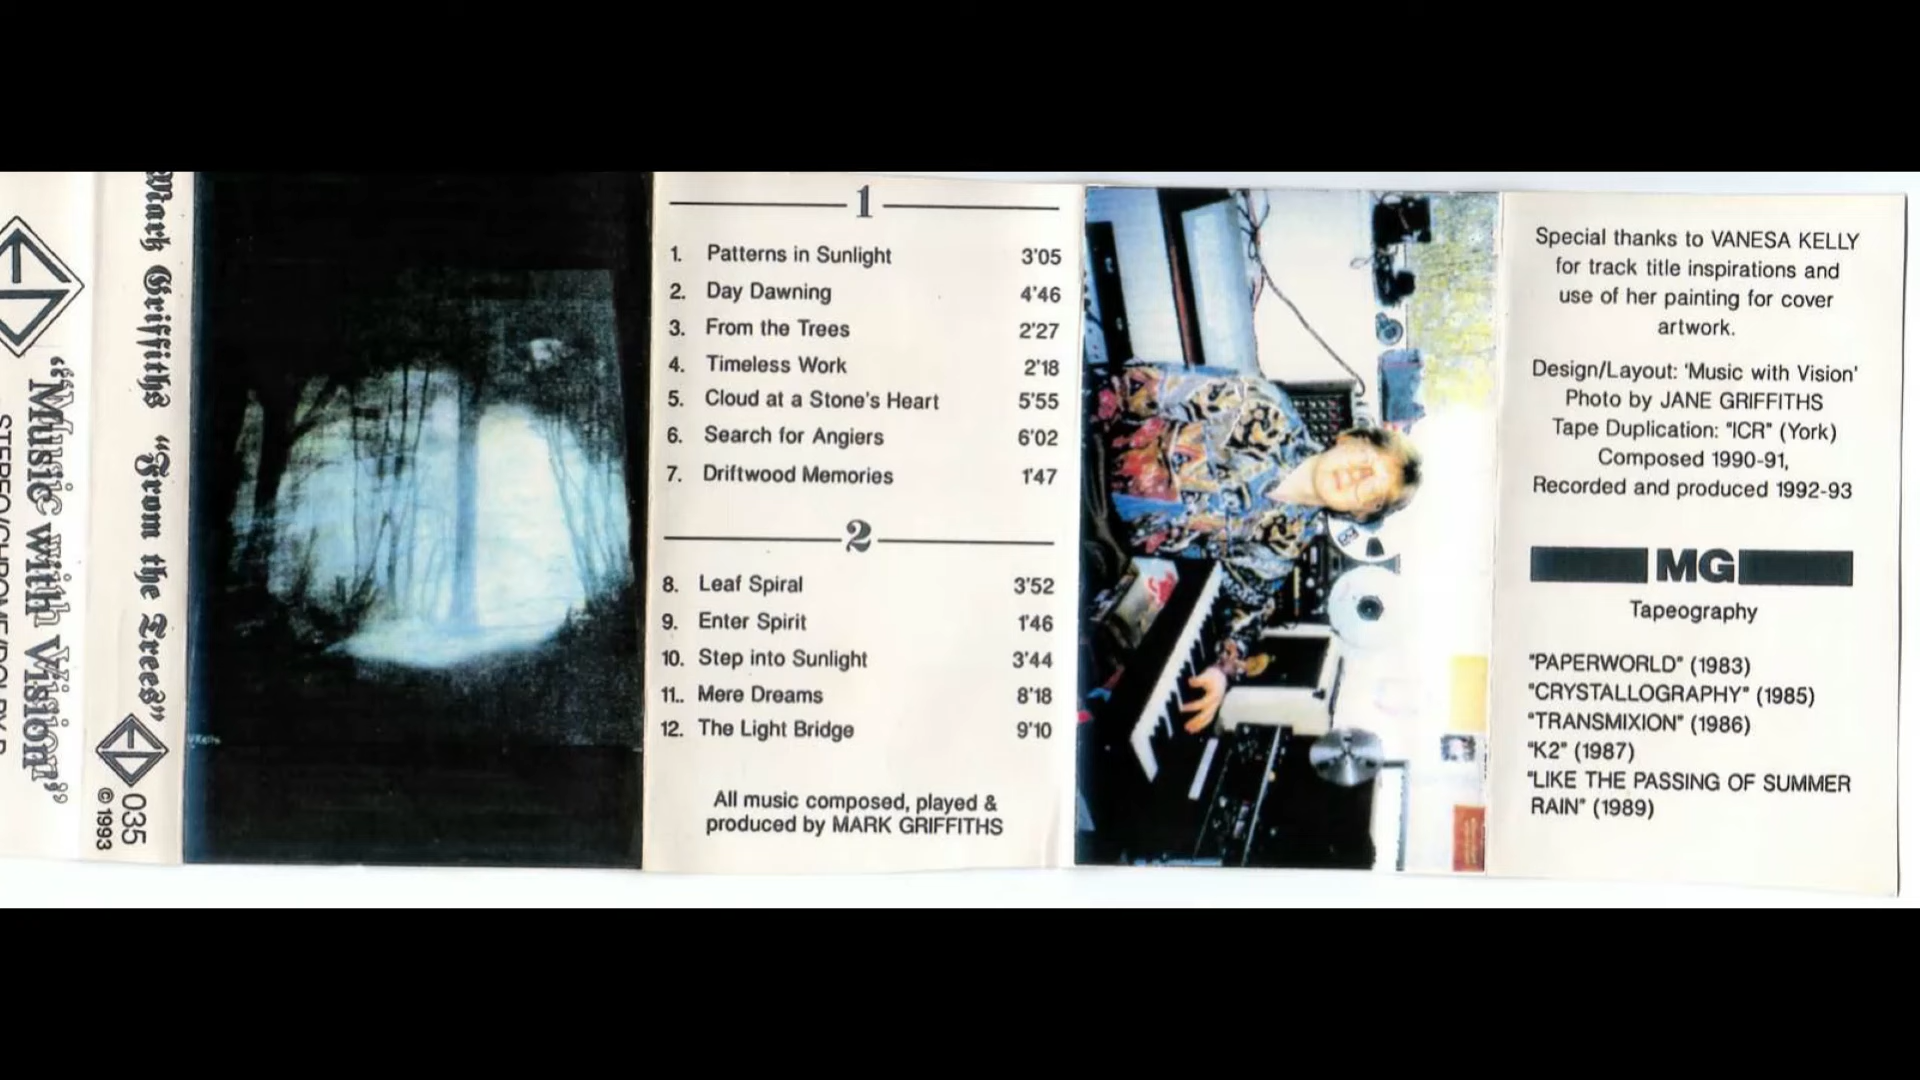 "Music with Vision"
Mark Griffiths "From the Trees"
035
© 1993
V Kelly
1
1. Patterns in Sunlight 3'05
2. Day Dawning 4'46
3. From the Trees 2'27
4. Timeless Work 2'18
5. Cloud at a Stone's Heart 5'55
6. Search for Angiers 6'02
7. Driftwood Memories 1'47
2
8. Leaf Spiral 3'52
9. Enter Spirit 1'46
10. Step into Sunlight 3'44
11.. Mere Dreams 8'18
12. The Light Bridge 9'10
All music composed, played &
produced by MARK GRIFFITHS
Special thanks to VANESA KELLY
for track title inspirations and
use of her painting for cover
artwork.
Design/Layout: 'Music with Vision'
Photo by JANE GRIFFITHS
Tape Duplication: "ICR" (York)
Composed 1990-91,
Recorded and produced 1992-93
MG
Tapeography
"PAPERWORLD" (1983)
"CRYSTALLOGRAPHY" (1985)
"TRANSMIXION" (1986)
"K2" (1987)
"LIKE THE PASSING OF SUMMER
RAIN" (1989)